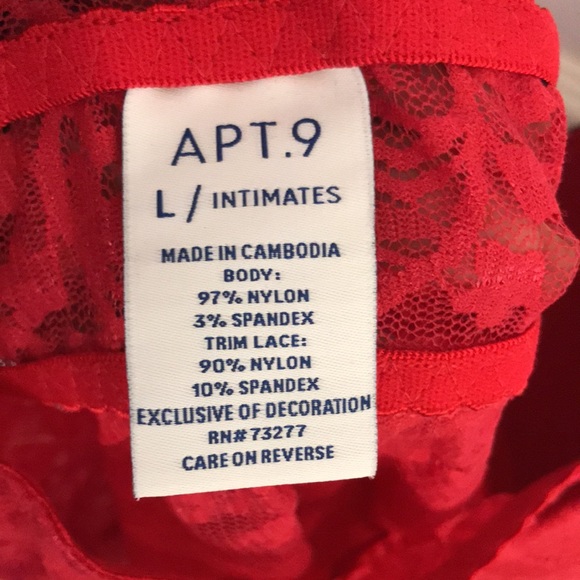 APT.9
L / INTIMATES
MADE IN CAMBODIA
BODY:
97% NYLON
3% SPANDEX
TRIM LACE:
90% NYLON
10% SPANDEX
EXCLUSIVE OF DECORATION
RN# 73277
CARE ON REVERSE